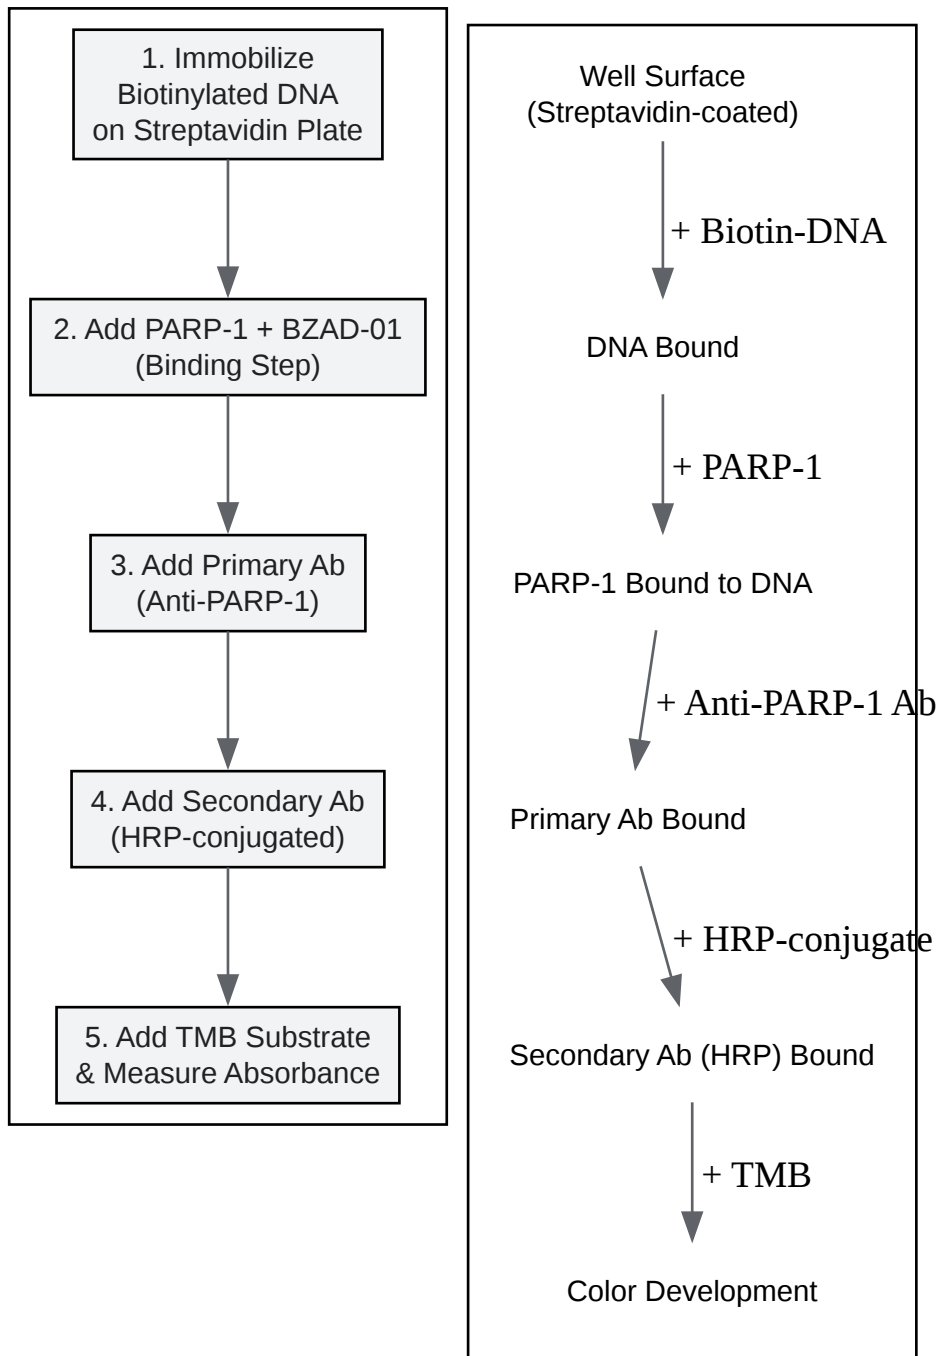 1. Immobilize
Biotinylated DNA
on Streptavidin Plate
2. Add PARP-1 + BZAD-01
(Binding Step)
3. Add Primary Ab
(Anti-PARP-1)
4. Add Secondary Ab
(HRP-conjugated)
5. Add TMB Substrate
& Measure Absorbance
Well Surface
(Streptavidin-coated)
+ Biotin-DNA
DNA Bound
+ PARP-1
PARP-1 Bound to DNA
+ Anti-PARP-1 Ab
Primary Ab Bound
+ HRP-conjugate
Secondary Ab (HRP) Bound
+ TMB
Color Development